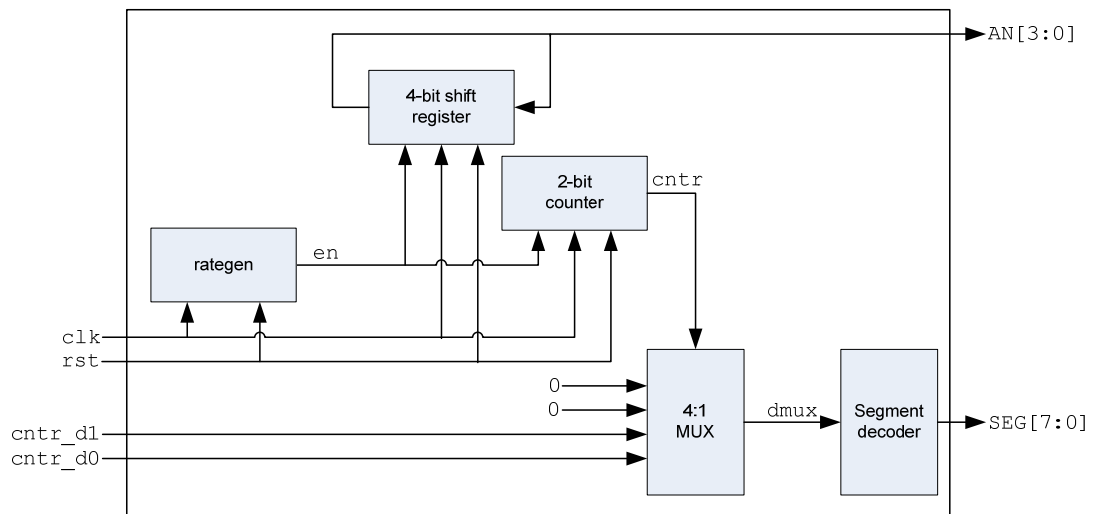 AN[3:0]
4-bit shift
register
2-bit
counter
cntr
rategen
en
clk
rst
0
0
4:1
MUX
dmux
Segment
decoder
SEG[7:0]
cntr_d1
cntr_d0